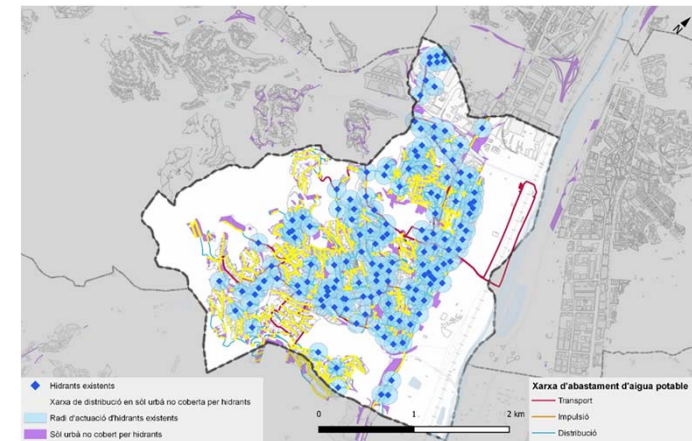 N
Hidrants existents
Xarxa de distribució en sòl urbà no coberta per hidrants
Radi d'actuació d'hidrants existents
Sòl urbà no cobert per hidrants
0 1 2 km
Xarxa d'abastament d'aigua potable
Transport
Impulsió
Distribució